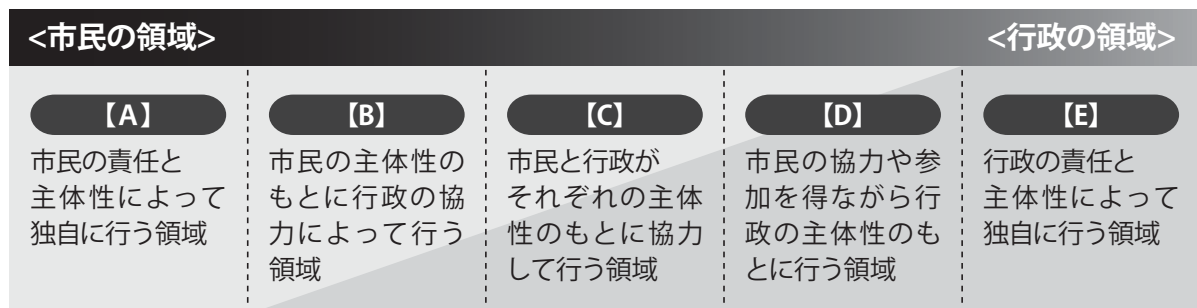 <市民の領域>
<行政の領域>
【A】
市民の責任と
主体性によって
独自に行う領域
【B】
市民の主体性の
もとに行政の協
力によって行う
領域
【C】
市民と行政が
それぞれの主体
性のもとに協力
して行う領域
【D】
市民の協力や参
加を得ながら行
政の主体性のも
とに行う領域
【E】
行政の責任と
主体性によって
独自に行う領域